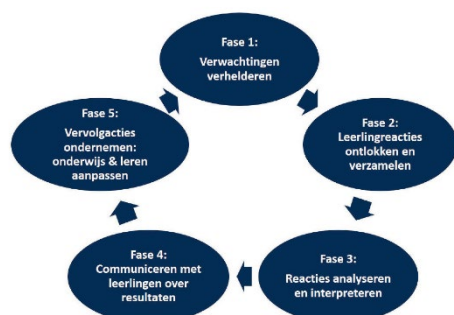 Fase 1:
Verwachtingen
verhelderen
Fase 2:
Leerlingreacties
ontlokken en
verzamelen
Fase 3:
Reacties analyseren
en interpreteren
Fase 4:
Communiceren met
leerlingen over
resultaten
Fase 5:
Vervolgacties
ondernemen:
onderwijs & leren
aanpassen